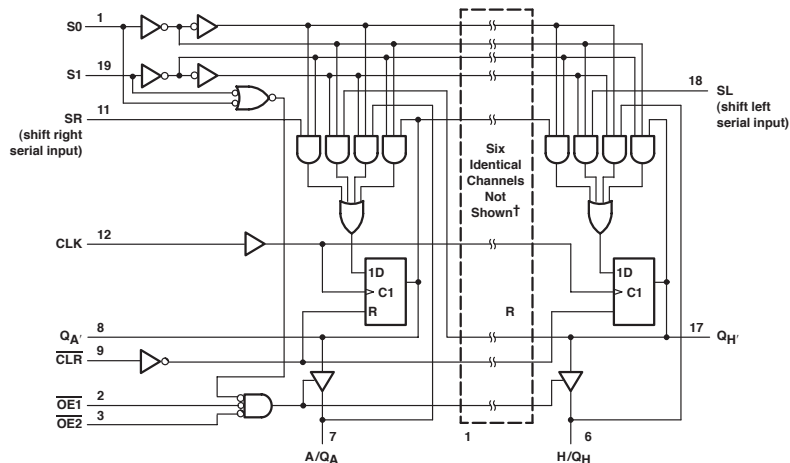 S0 1
S1 19
SR 11
(shift right
serial input)
18 SL
(shift left
serial input)
Six
Identical
Channels
Not
Shown†
CLK 12
1D
C1
R
R
1D
C1
R
QA′ 8
17 QH′
CLR 9
OE1 2
OE2 3
7
A/QA
1
6
H/QH